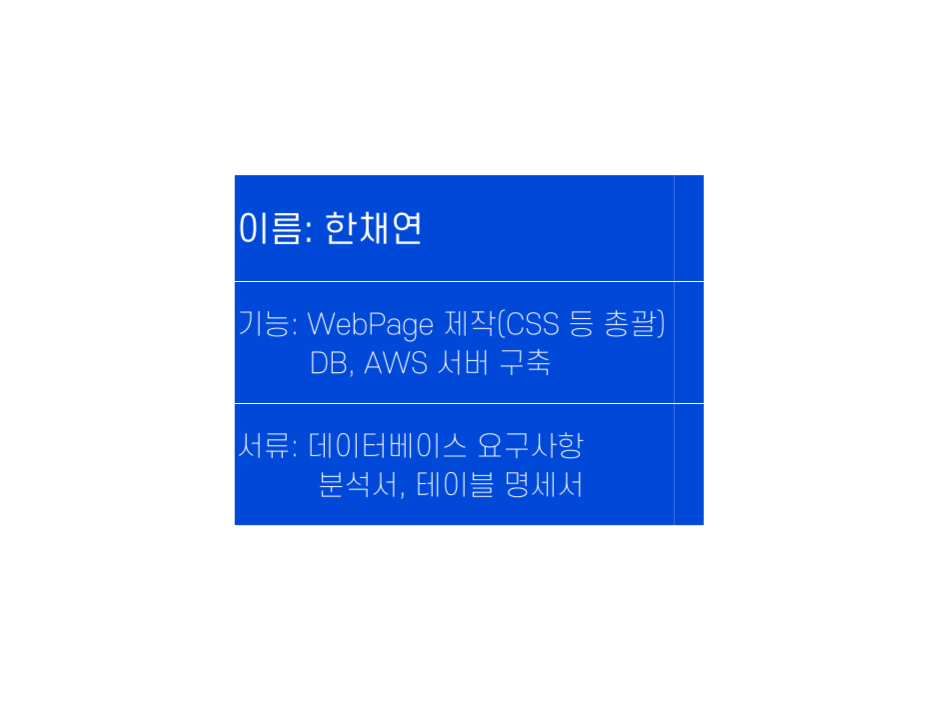 이름: 한채연
기능: WebPage 제작(CSS 등 총괄)
DB, AWS 서버 구축
서류: 데이터베이스 요구사항
분석서, 테이블 명세서